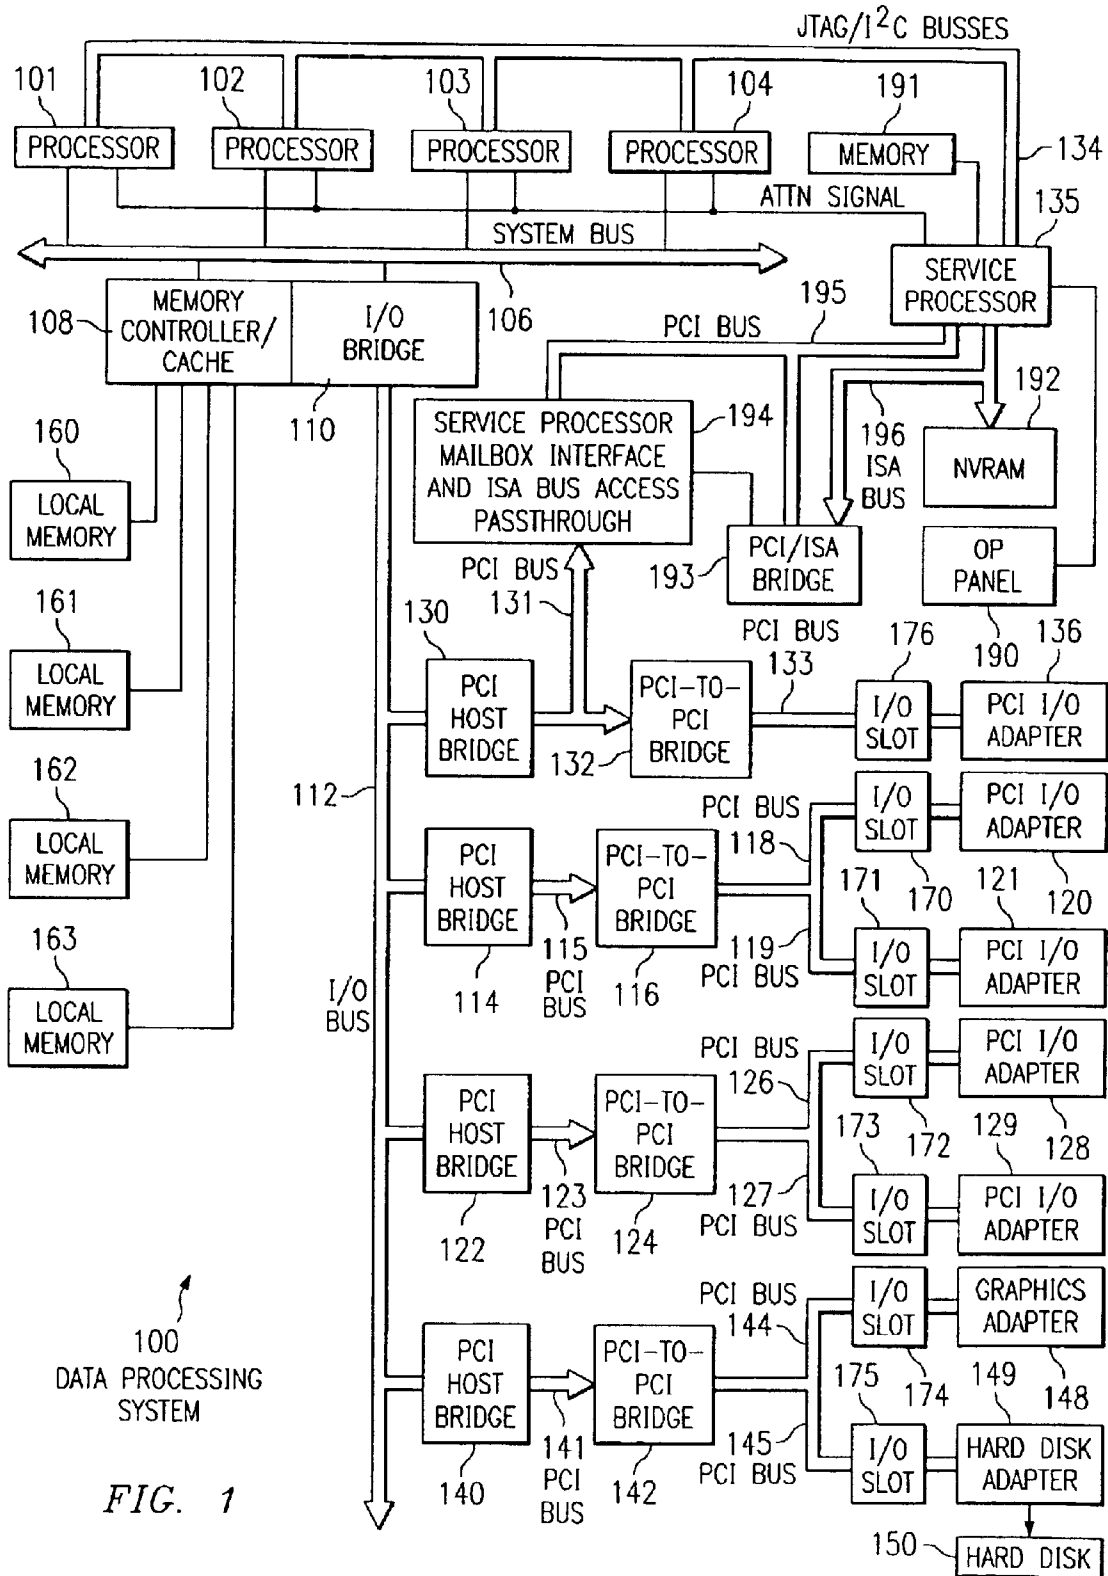 JTAG/I²C BUSSES
101
102
103
104
191
PROCESSOR
PROCESSOR
PROCESSOR
PROCESSOR
MEMORY
134
ATTN SIGNAL
135
SYSTEM BUS
SERVICE
PROCESSOR
108
MEMORY
CONTROLLER/
CACHE
I/O
BRIDGE
106
110
PCI BUS
195
SERVICE PROCESSOR
MAILBOX INTERFACE
AND ISA BUS ACCESS
PASSTHROUGH
194
196
ISA
BUS
192
NVRAM
160
LOCAL
MEMORY
PCI BUS
131
193
PCI/ISA
BRIDGE
OP
PANEL
190
161
LOCAL
MEMORY
130
PCI
HOST
BRIDGE
PCI-TO-
PCI
BRIDGE
132
PCI BUS
133
176
I/O
SLOT
136
PCI I/O
ADAPTER
112
162
LOCAL
MEMORY
PCI
HOST
BRIDGE
114
115
PCI
BUS
PCI-TO-
PCI
BRIDGE
116
PCI BUS
118
I/O
SLOT
170
PCI I/O
ADAPTER
120
119
PCI BUS
171
I/O
SLOT
121
PCI I/O
ADAPTER
163
LOCAL
MEMORY
I/O
BUS
PCI
HOST
BRIDGE
122
123
PCI
BUS
PCI-TO-
PCI
BRIDGE
124
PCI BUS
126
I/O
SLOT
172
PCI I/O
ADAPTER
128
127
PCI BUS
173
I/O
SLOT
129
PCI I/O
ADAPTER
100
DATA PROCESSING
SYSTEM
PCI
HOST
BRIDGE
140
141
PCI
BUS
PCI-TO-
PCI
BRIDGE
142
PCI BUS
144
I/O
SLOT
174
GRAPHICS
ADAPTER
148
145
PCI BUS
175
I/O
SLOT
149
HARD DISK
ADAPTER
150
HARD DISK
FIG. 1